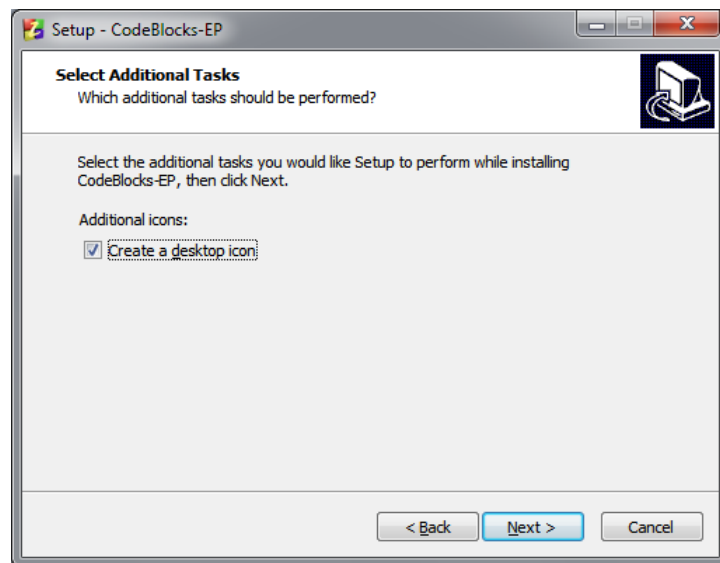 Setup - CodeBlocks-EP
Select Additional Tasks
Which additional tasks should be performed?
Select the additional tasks you would like Setup to perform while installing
CodeBlocks-EP, then click Next.
Additional icons:
Create a desktop icon
< Back Next > Cancel